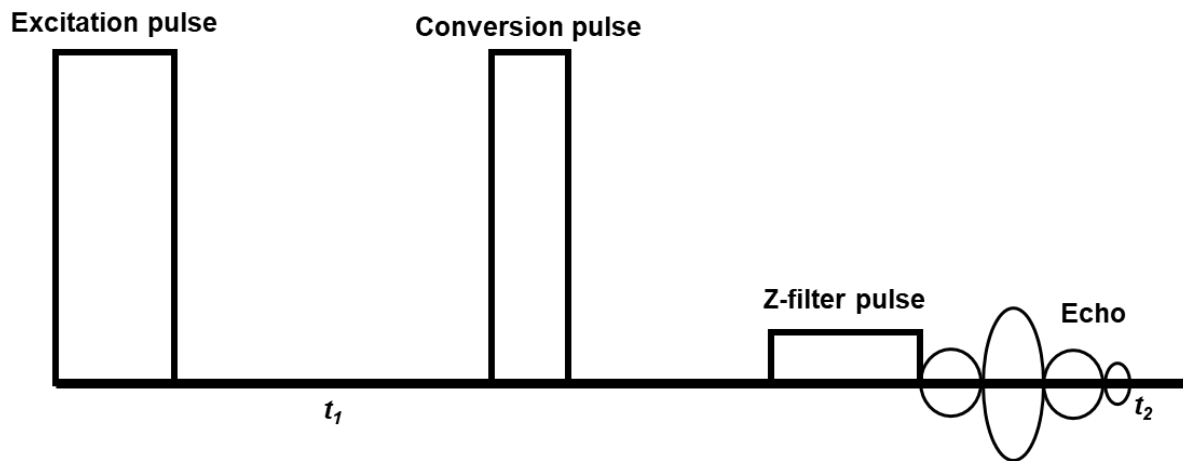 Excitation pulse
Conversion pulse
Z-filter pulse
Echo
t1
t2